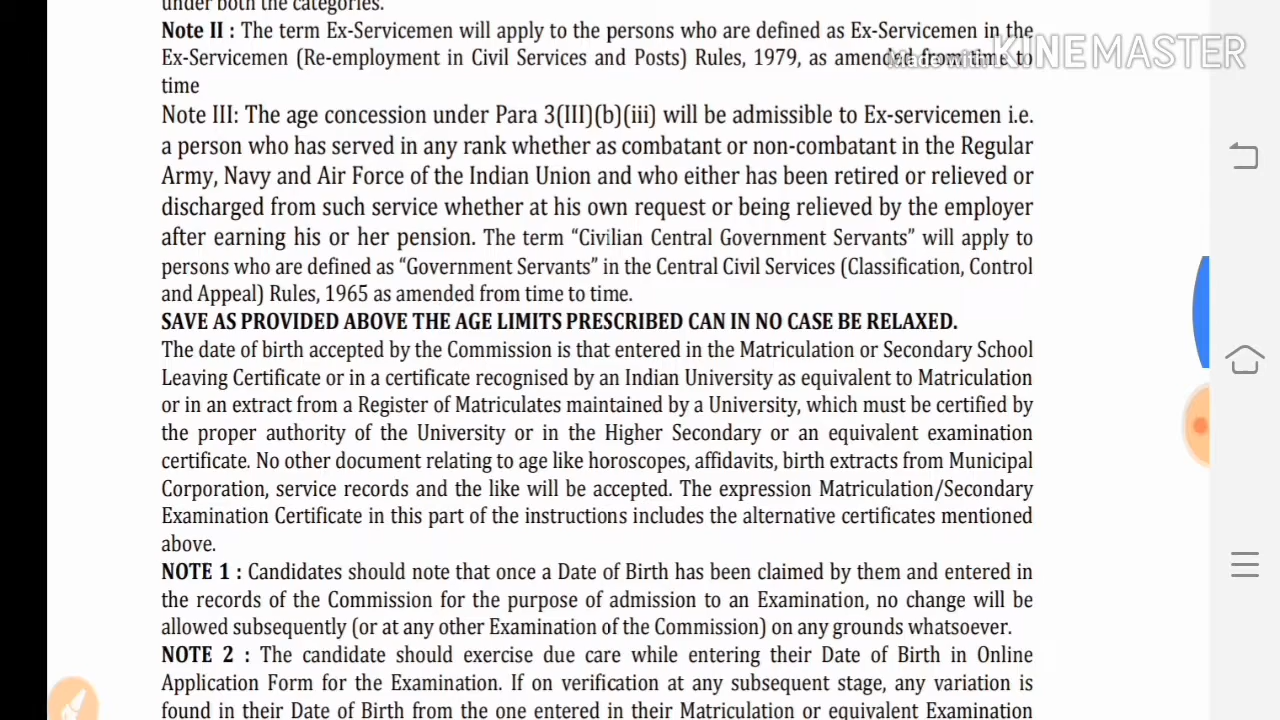 under both the categories.
Note II : The term Ex-Servicemen will apply to the persons who are defined as Ex-Servicemen in the
Ex-Servicemen (Re-employment in Civil Services and Posts) Rules, 1979, as amended from time to
time
Note III: The age concession under Para 3(III)(b)(iii) will be admissible to Ex-servicemen i.e.
a person who has served in any rank whether as combatant or non-combatant in the Regular
Army, Navy and Air Force of the Indian Union and who either has been retired or relieved or
discharged from such service whether at his own request or being relieved by the employer
after earning his or her pension. The term “Civilian Central Government Servants” will apply to
persons who are defined as “Government Servants” in the Central Civil Services (Classification, Control
and Appeal) Rules, 1965 as amended from time to time.
SAVE AS PROVIDED ABOVE THE AGE LIMITS PRESCRIBED CAN IN NO CASE BE RELAXED.
The date of birth accepted by the Commission is that entered in the Matriculation or Secondary School
Leaving Certificate or in a certificate recognised by an Indian University as equivalent to Matriculation
or in an extract from a Register of Matriculates maintained by a University, which must be certified by
the proper authority of the University or in the Higher Secondary or an equivalent examination
certificate. No other document relating to age like horoscopes, affidavits, birth extracts from Municipal
Corporation, service records and the like will be accepted. The expression Matriculation/Secondary
Examination Certificate in this part of the instructions includes the alternative certificates mentioned
above.
NOTE 1 : Candidates should note that once a Date of Birth has been claimed by them and entered in
the records of the Commission for the purpose of admission to an Examination, no change will be
allowed subsequently (or at any other Examination of the Commission) on any grounds whatsoever.
NOTE 2 : The candidate should exercise due care while entering their Date of Birth in Online
Application Form for the Examination. If on verification at any subsequent stage, any variation is
found in their Date of Birth from the one entered in their Matriculation or equivalent Examination
Made with KINEMASTER